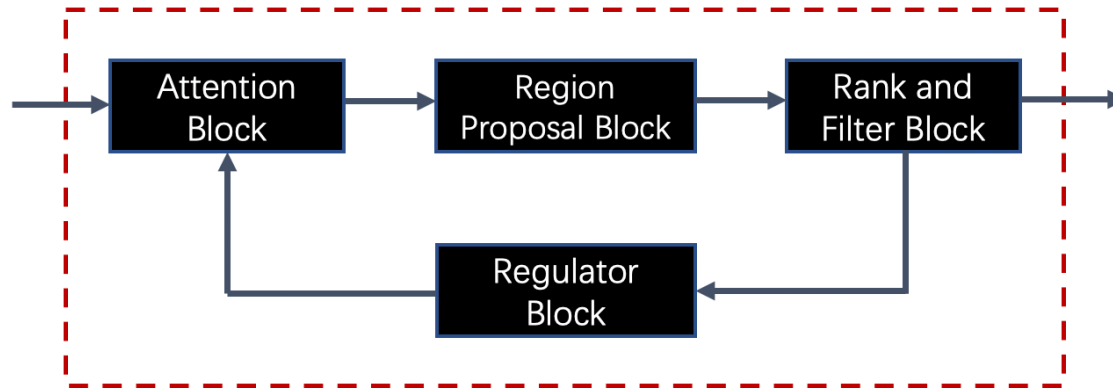 Attention
Block
Region
Proposal Block
Rank and
Filter Block
Regulator
Block